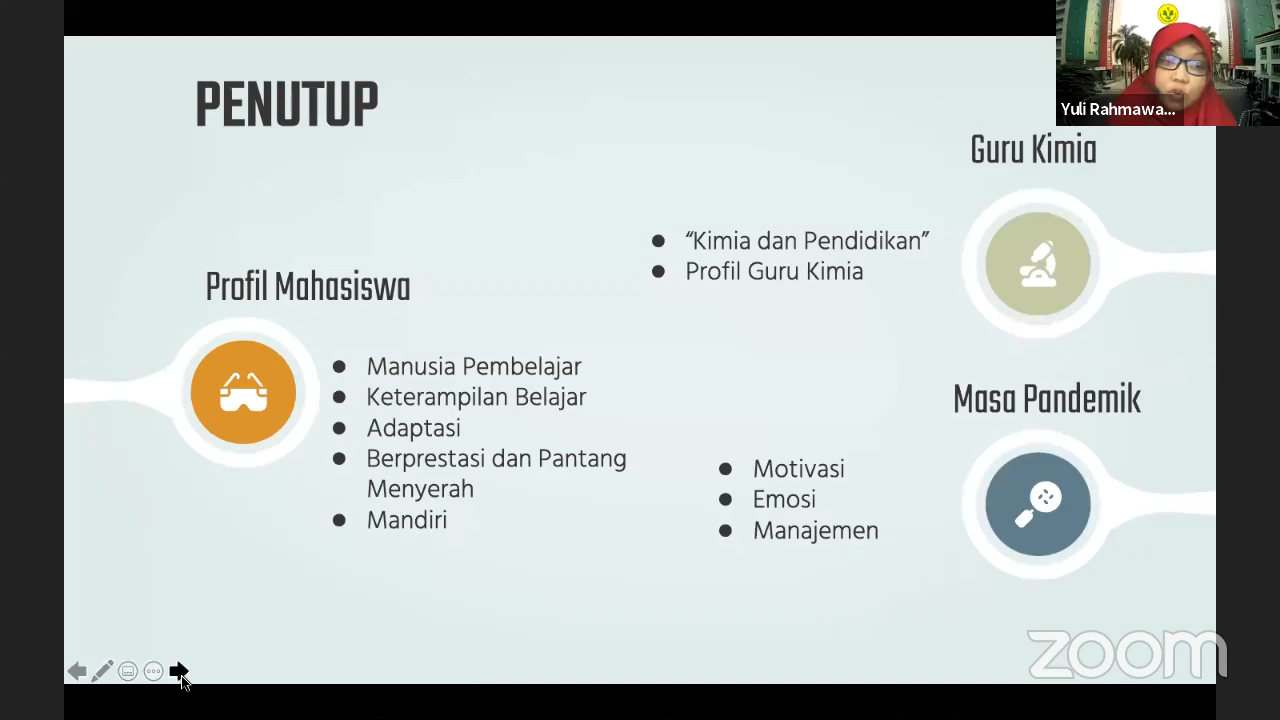 PENUTUP
Yuli Rahmawa...
Guru Kimia
● “Kimia dan Pendidikan”
● Profil Guru Kimia
Profil Mahasiswa
● Manusia Pembelajar
● Keterampilan Belajar
● Adaptasi
● Berprestasi dan Pantang
Menyerah
● Mandiri
Masa Pandemik
● Motivasi
● Emosi
● Manajemen
zoom